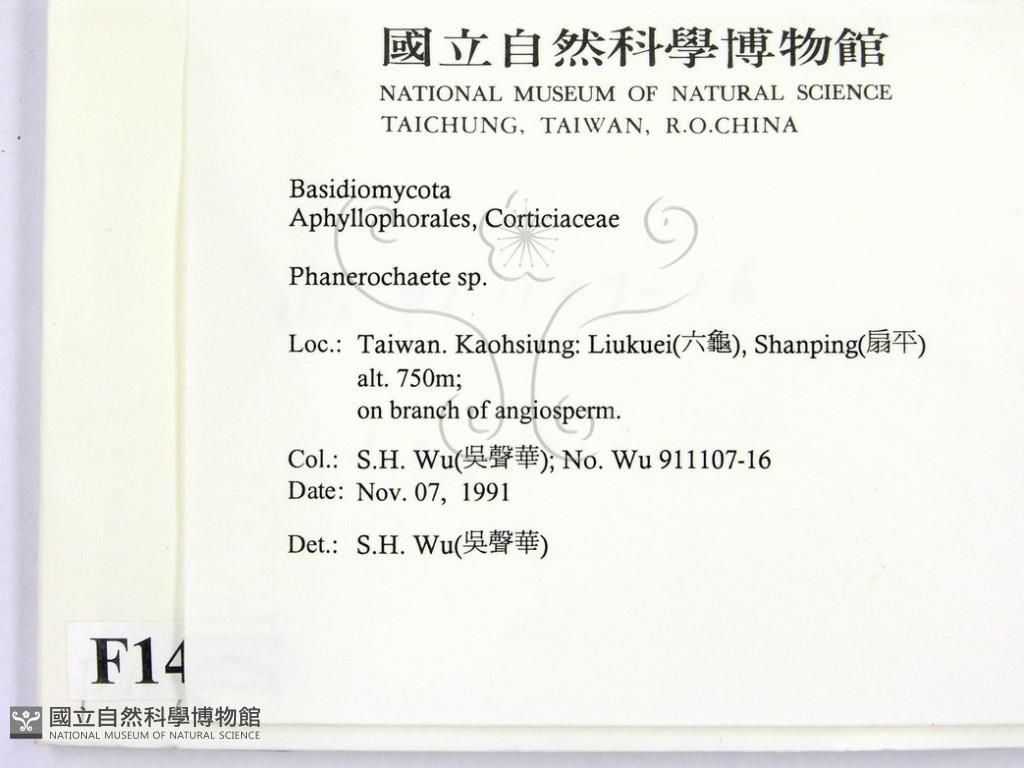 國立自然科學博物館
NATIONAL MUSEUM OF NATURAL SCIENCE
TAICHUNG, TAIWAN, R.O.CHINA
Basidiomycota
Aphyllophorales, Corticiaceae
Phanerochaete sp.
Loc.: Taiwan. Kaohsiung: Liukuei(六龜), Shanping(扇平)
alt. 750m;
on branch of angiosperm.
Col.: S.H. Wu(吳聲華); No. Wu 911107-16
Date: Nov. 07, 1991
Det.: S.H. Wu(吳聲華)
F14
國立自然科學博物館
NATIONAL MUSEUM OF NATURAL SCIENCE